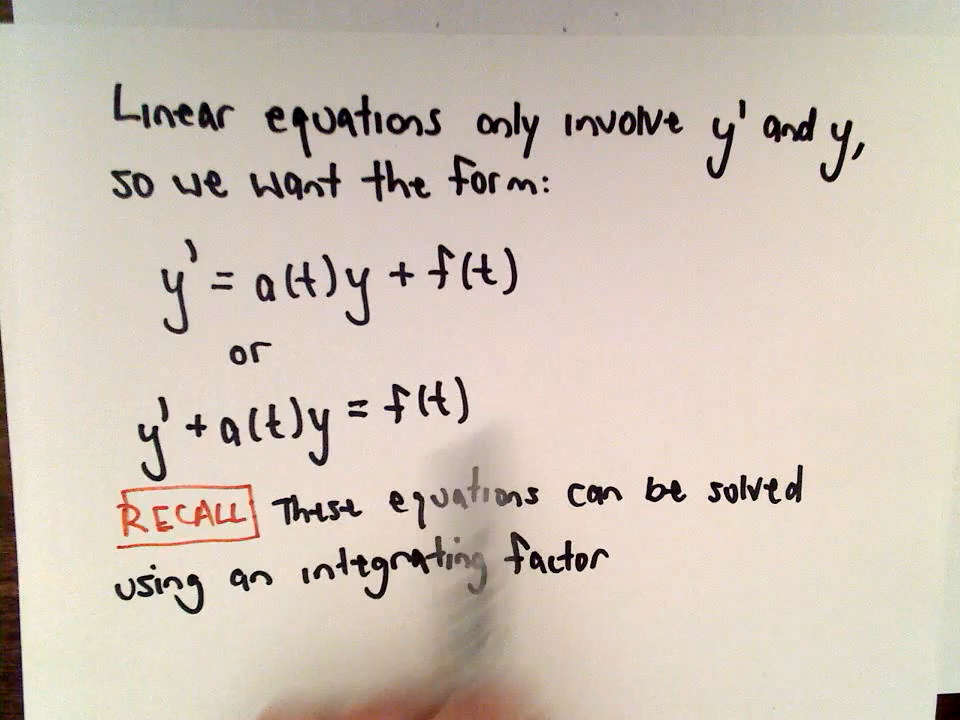 Linear equations only involve y' and y,
so we want the form:
y' = a(t)y + f(t)
or
y' + a(t)y = f(t)
RECALL These equations can be solved
using an integrating factor